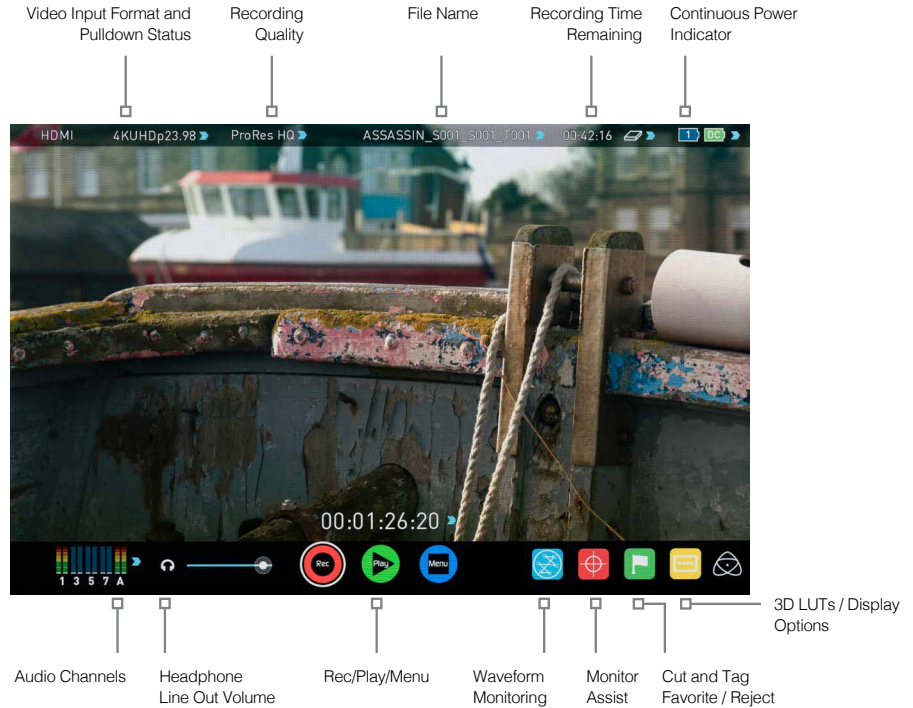 Video Input Format and
Pulldown Status
Recording
Quality
File Name
Recording Time
Remaining
Continuous Power
Indicator
HDMI 4KUHDp23.98 ProRes HQ ASSASSIN_S001_S001_T001 00:42:16 1 DC
00:01:26:20
1 3 5 7 A
Rec
Play
Menu
3D LUTs / Display
Options
Audio Channels
Headphone
Line Out Volume
Rec/Play/Menu
Waveform
Monitoring
Monitor
Assist
Cut and Tag
Favorite / Reject